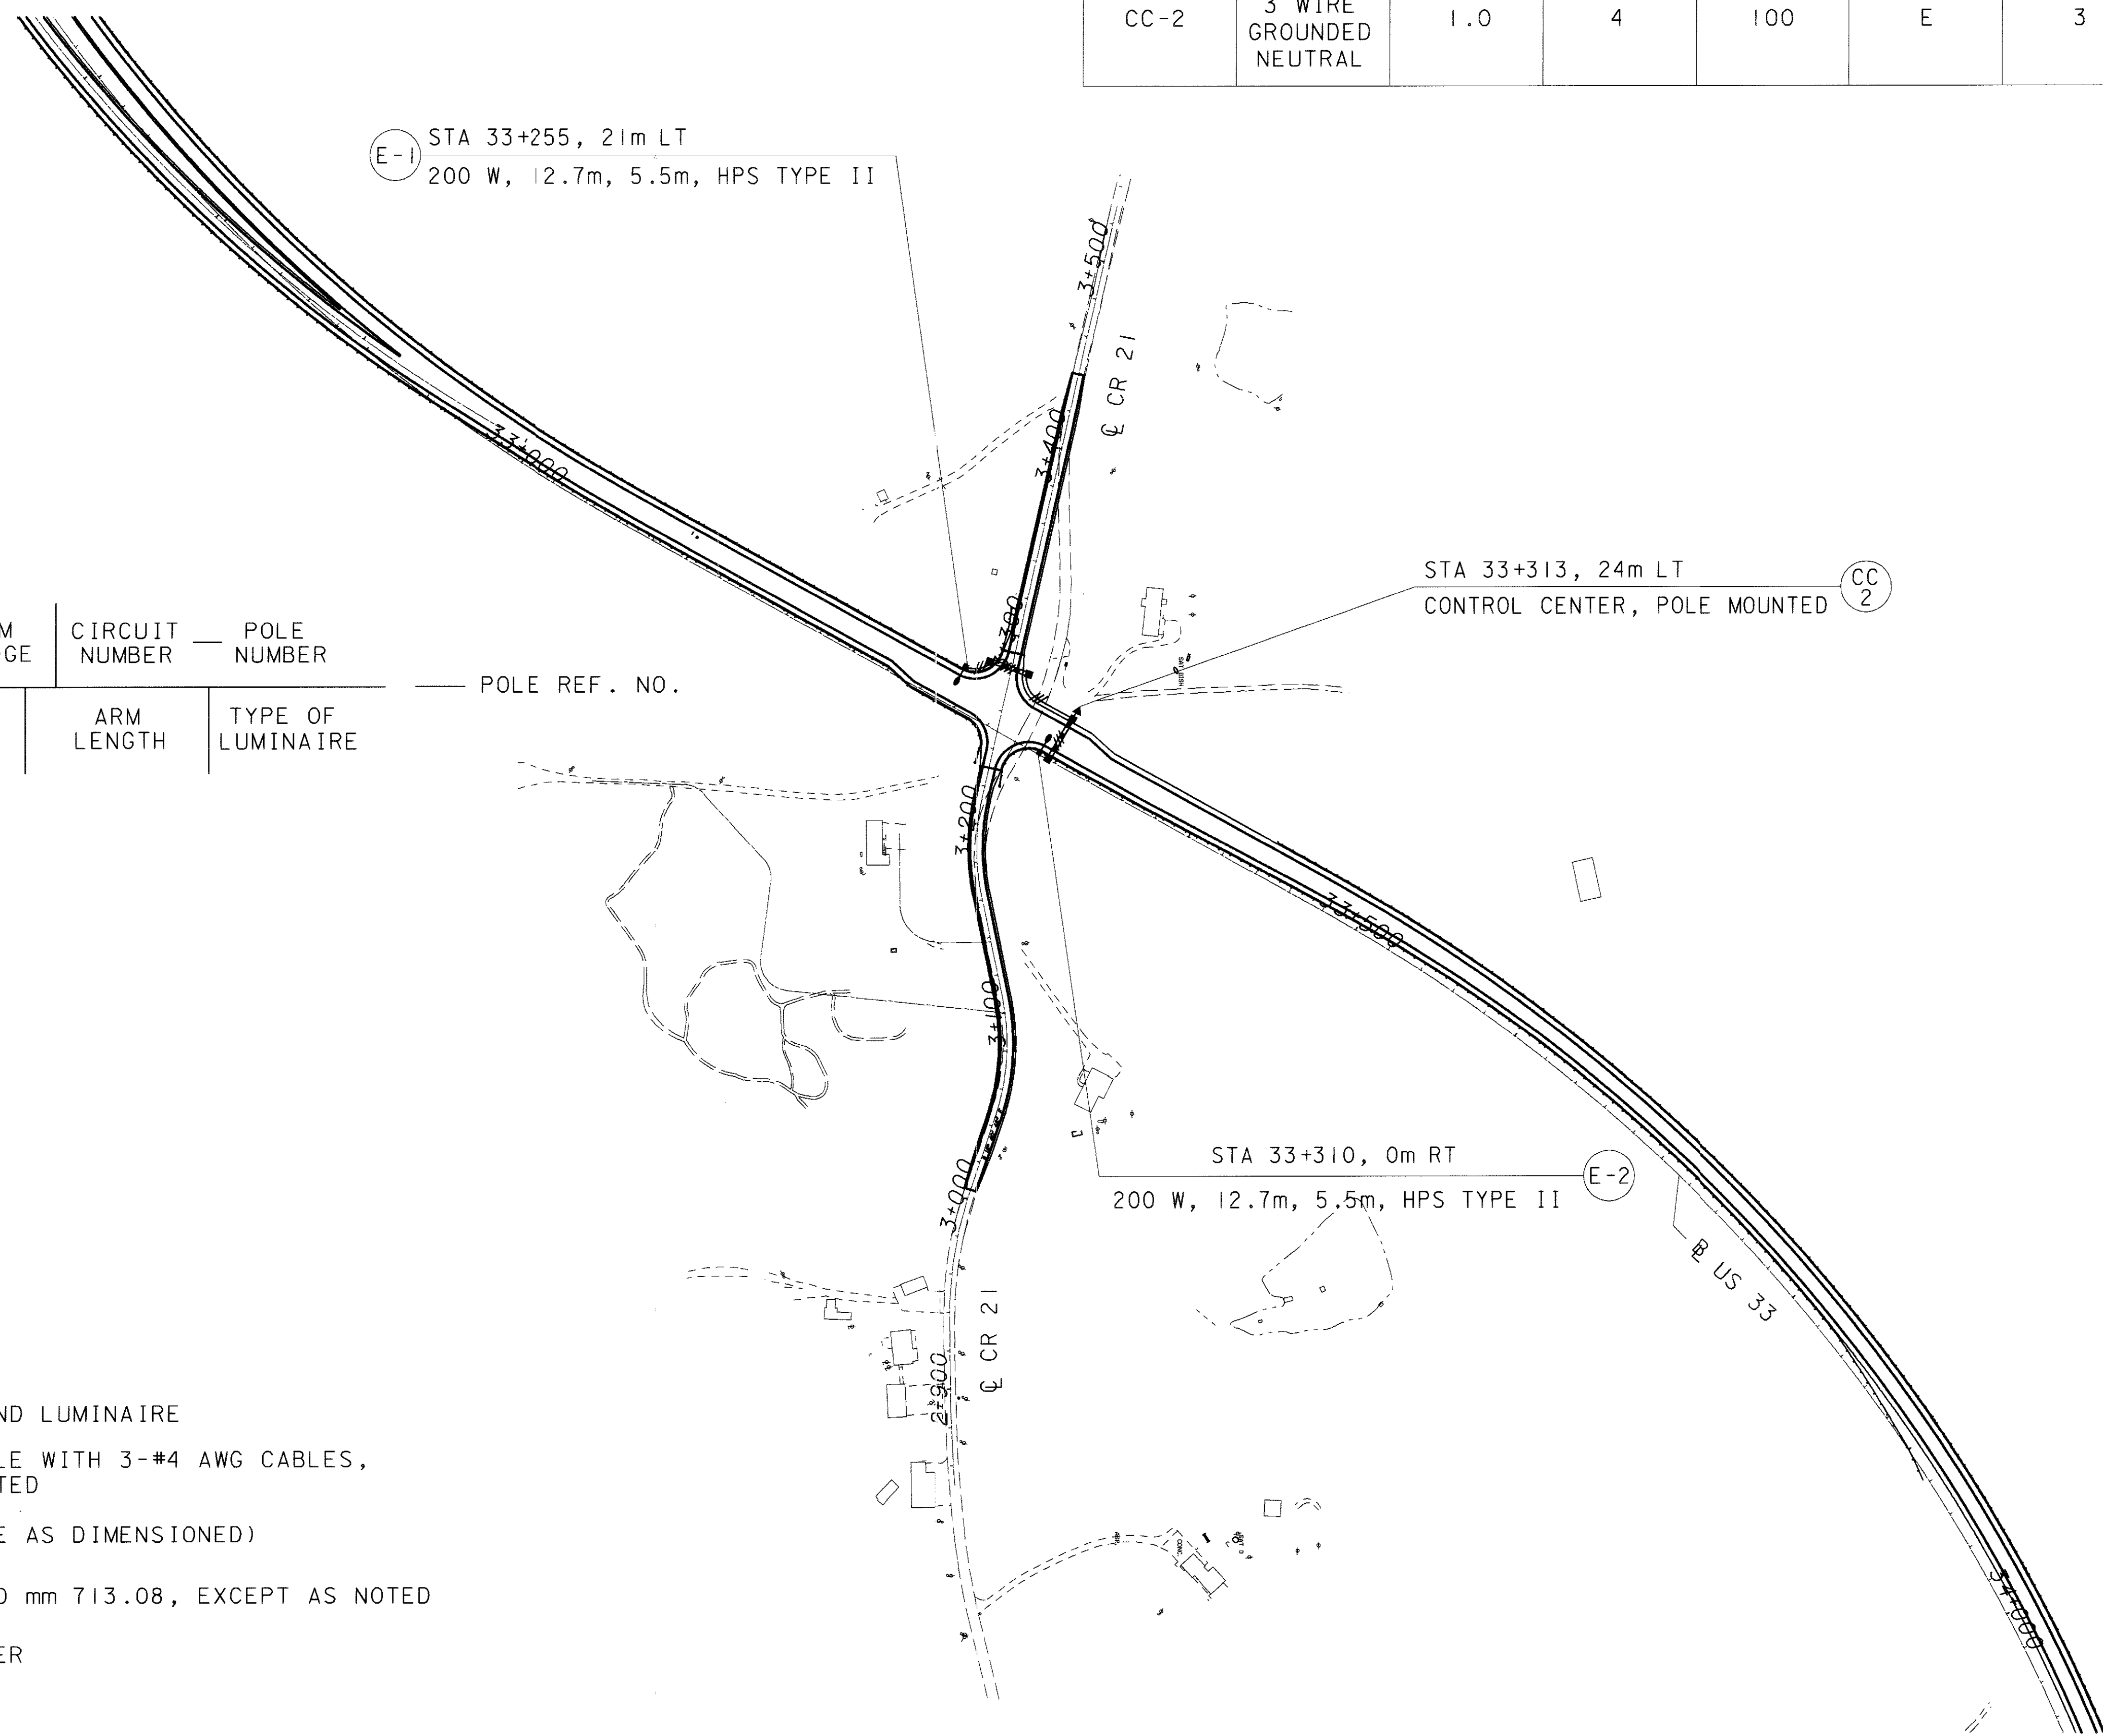 CC-2
3 WIRE
GROUNDED
NEUTRAL
1.0
4
100
E
3
E-1
STA 33+255, 21m LT
200 W, 12.7m, 5.5m, HPS TYPE II
3+500
℄ CR 21
3+400
33+000
STA 33+313, 24m LT
CONTROL CENTER, POLE MOUNTED
CC
2
3+300
SAT DISH
CIRCUIT NUMBER — POLE NUMBER
POLE REF. NO.
ARM LENGTH
TYPE OF LUMINAIRE
3+200
33+500
3+100
STA 33+310, 0m RT
E-2
200 W, 12.7m, 5.5m, HPS TYPE II
3+000
BL US 33
℄ CR 21
2+900
LUMINAIRE
WITH 3-#4 AWG CABLES,
AS DIMENSIONED)
mm 713.08, EXCEPT AS NOTED
CONC.
34+000